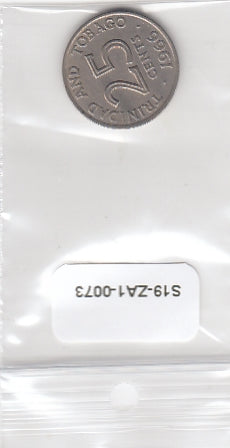 TRINIDAD AND TOBAGO · 1966 ·
25
CENTS
S19-ZA1-0073